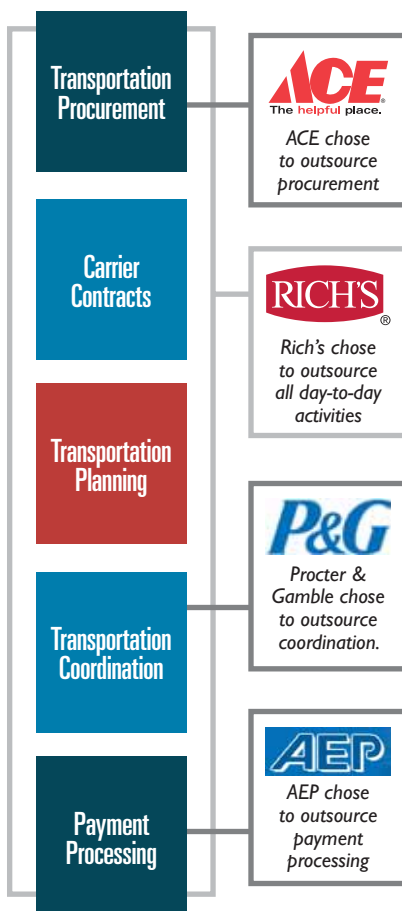 Transportation
Procurement
ACE
The helpful place.
ACE chose
to outsource
procurement
Carrier
Contracts
RICH'S
®
Rich's chose
to outsource
all day-to-day
activities
Transportation
Planning
P&G
Procter &
Gamble chose
to outsource
coordination.
Transportation
Coordination
AEP
AEP chose
to outsource
payment
processing
Payment
Processing